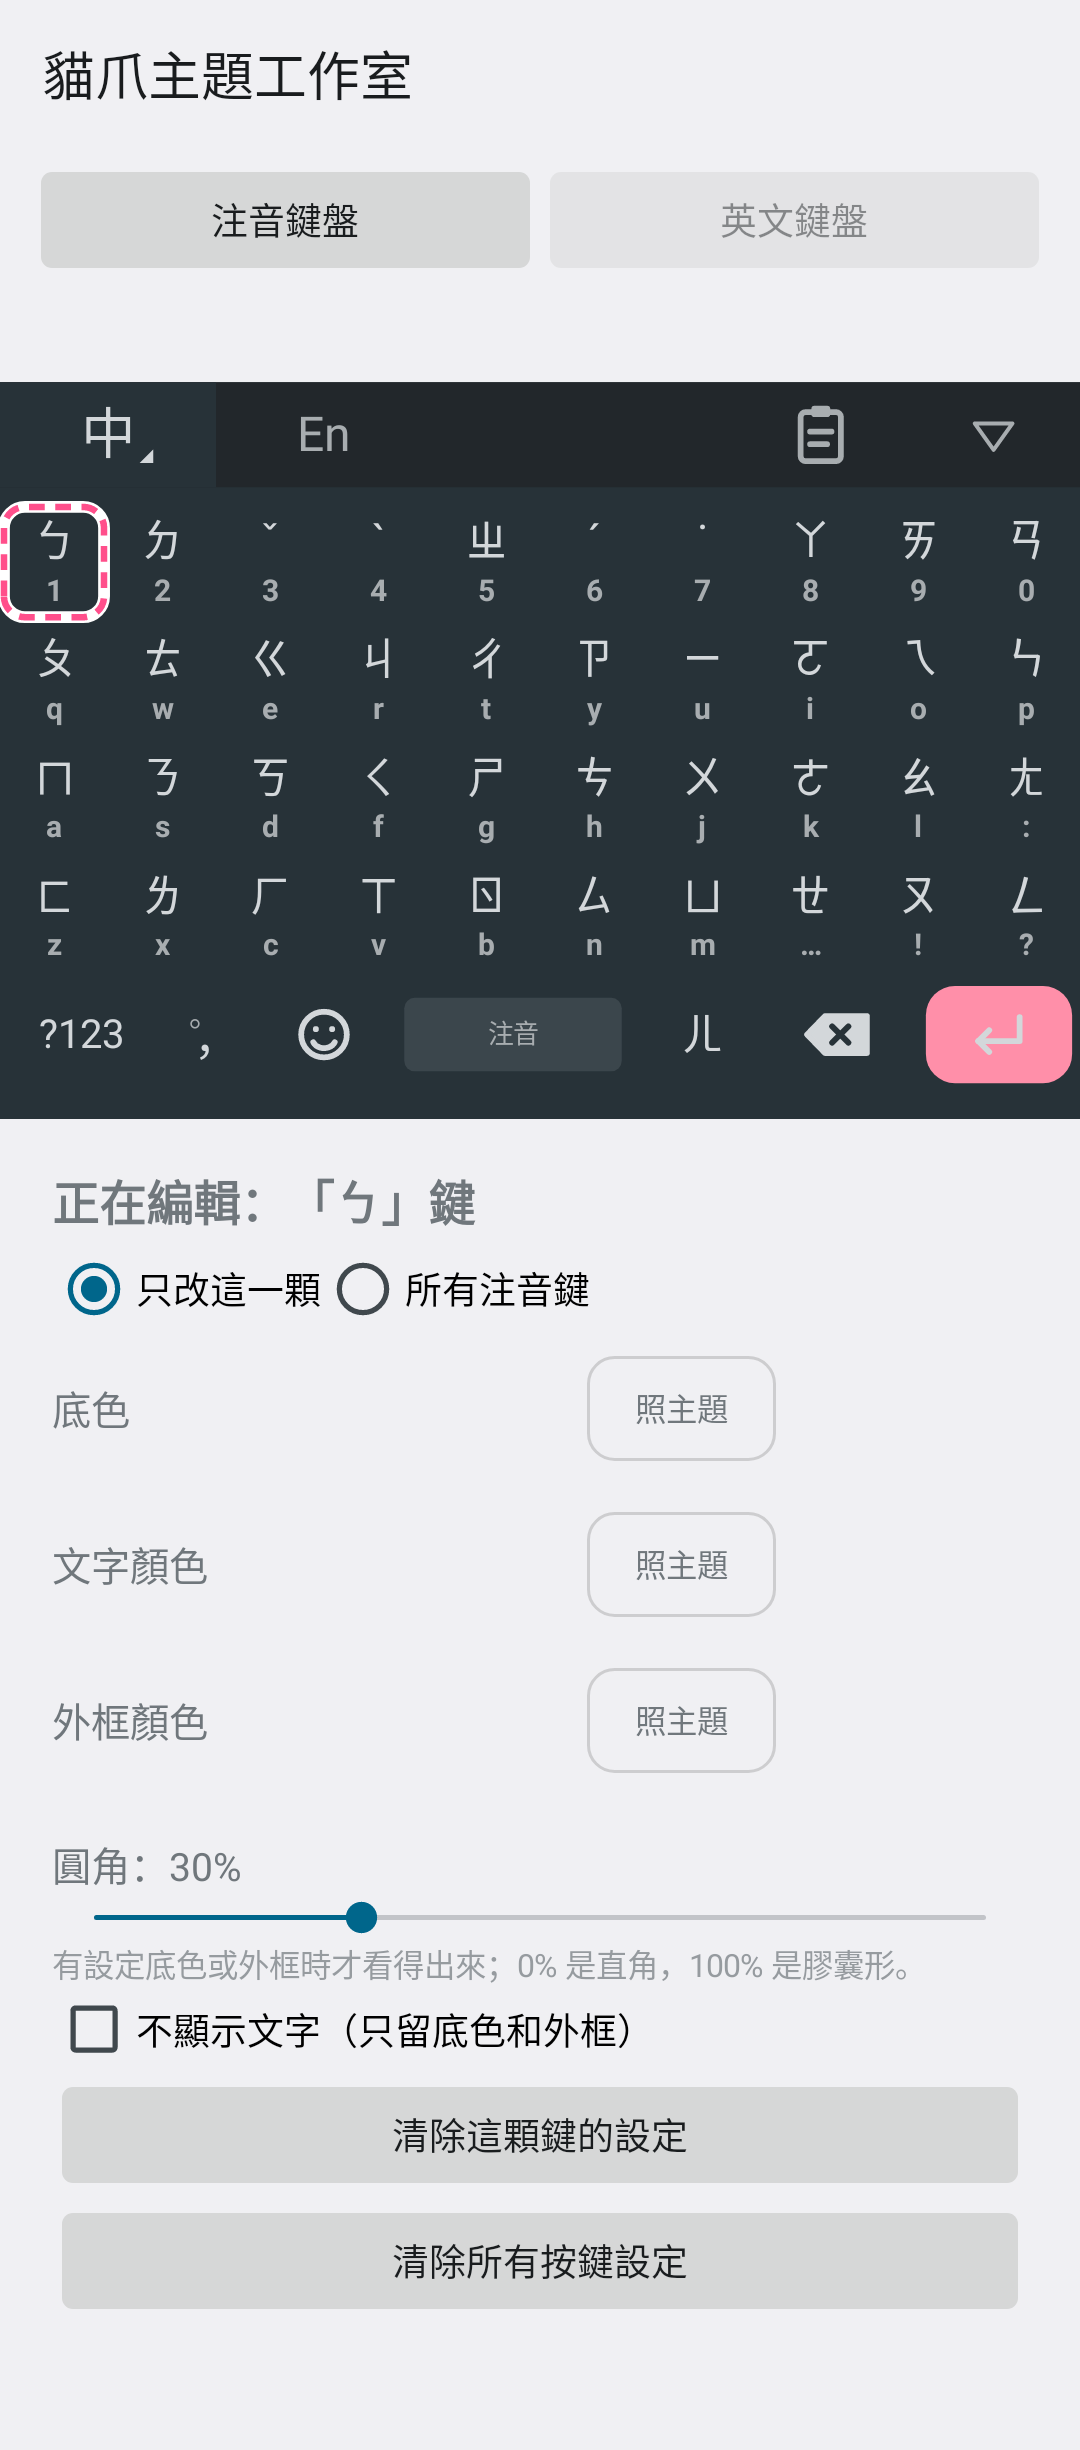 貓爪主題工作室
注音鍵盤 英文鍵盤
中 En
ㄅ ㄉ ˇ ˋ ㄓ ˊ ˙ ㄚ ㄞ ㄢ
1 2 3 4 5 6 7 8 9 0
ㄆ ㄊ ㄍ ㄐ ㄔ ㄗ ㄧ ㄛ ㄟ ㄣ
q w e r t y u i o p
ㄇ ㄋ ㄎ ㄑ ㄕ ㄘ ㄨ ㄜ ㄠ ㄤ
a s d f g h j k l :
ㄈ ㄌ ㄏ ㄒ ㄖ ㄙ ㄩ ㄝ ㄡ ㄥ
z x c v b n m … ! ?
?123 °, 注音 ㄦ
正在編輯：「ㄅ」鍵
只改這一顆 所有注音鍵
底色 照主題
文字顏色 照主題
外框顏色 照主題
圓角：30%
有設定底色或外框時才看得出來；0% 是直角，100% 是膠囊形。
不顯示文字（只留底色和外框）
清除這顆鍵的設定
清除所有按鍵設定